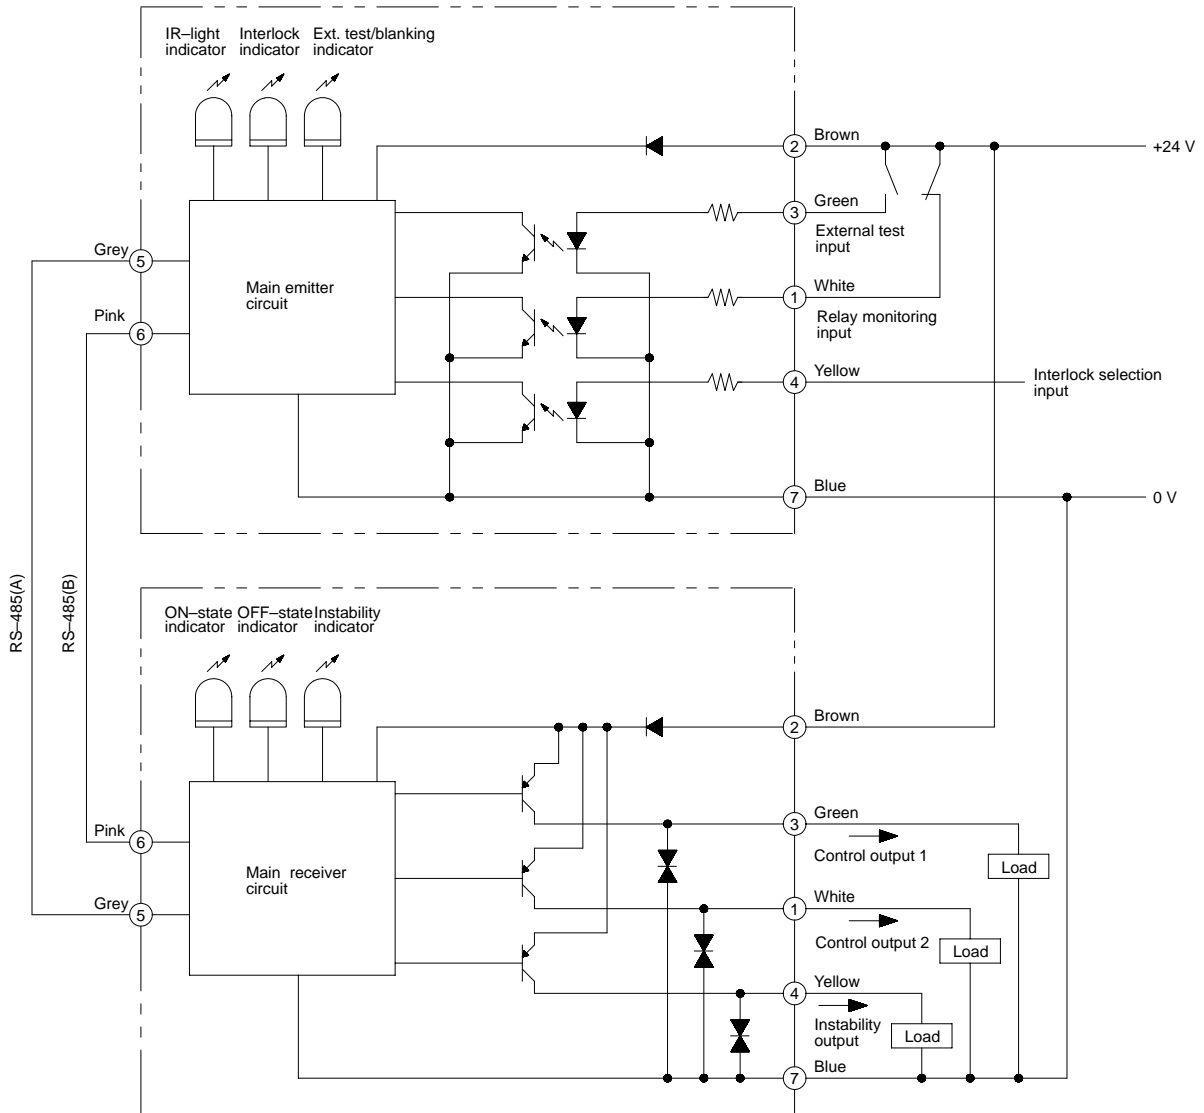 IR–light indicator
Interlock indicator
Ext. test/blanking indicator
2
Brown
+24 V
3
Green
External test input
Grey
5
Main emitter circuit
1
White
Relay monitoring input
Pink
6
4
Yellow
Interlock selection input
7
Blue
0 V
RS–485(A)
RS–485(B)
ON–state indicator
OFF–state indicator
Instability indicator
2
Brown
3
Green
Control output 1
Load
Pink
6
Main receiver circuit
1
White
Control output 2
Load
Grey
5
4
Yellow
Instability output
Load
7
Blue